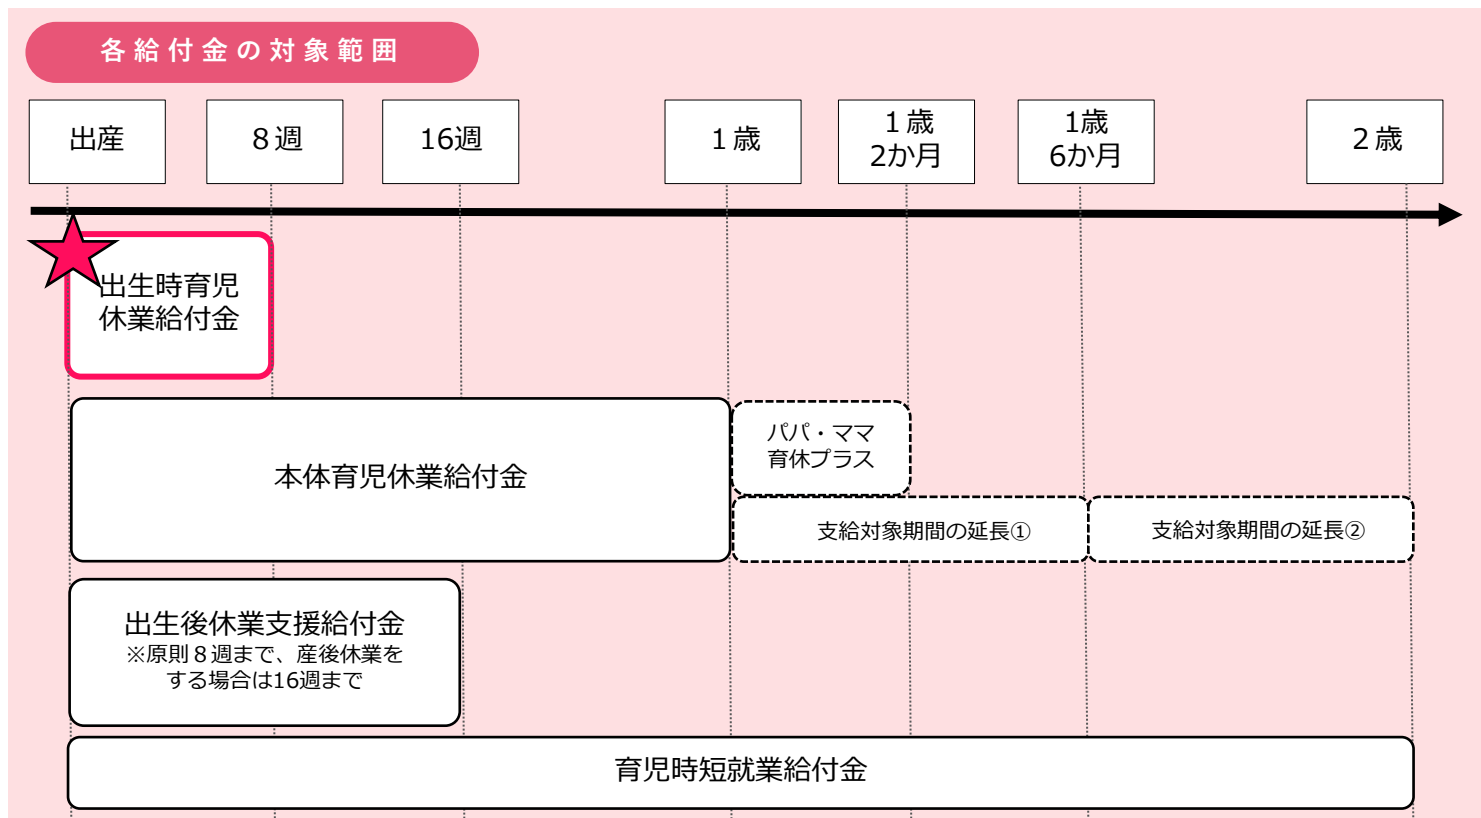 各給付金の対象範囲
出産
８週
16週
１歳
１歳
2か月
1歳
6か月
２歳
出生時育児
休業給付金
本体育児休業給付金
パパ・ママ
育休プラス
支給対象期間の延長①
支給対象期間の延長②
出生後休業支援給付金
※原則８週まで、産後休業を
する場合は16週まで
育児時短就業給付金